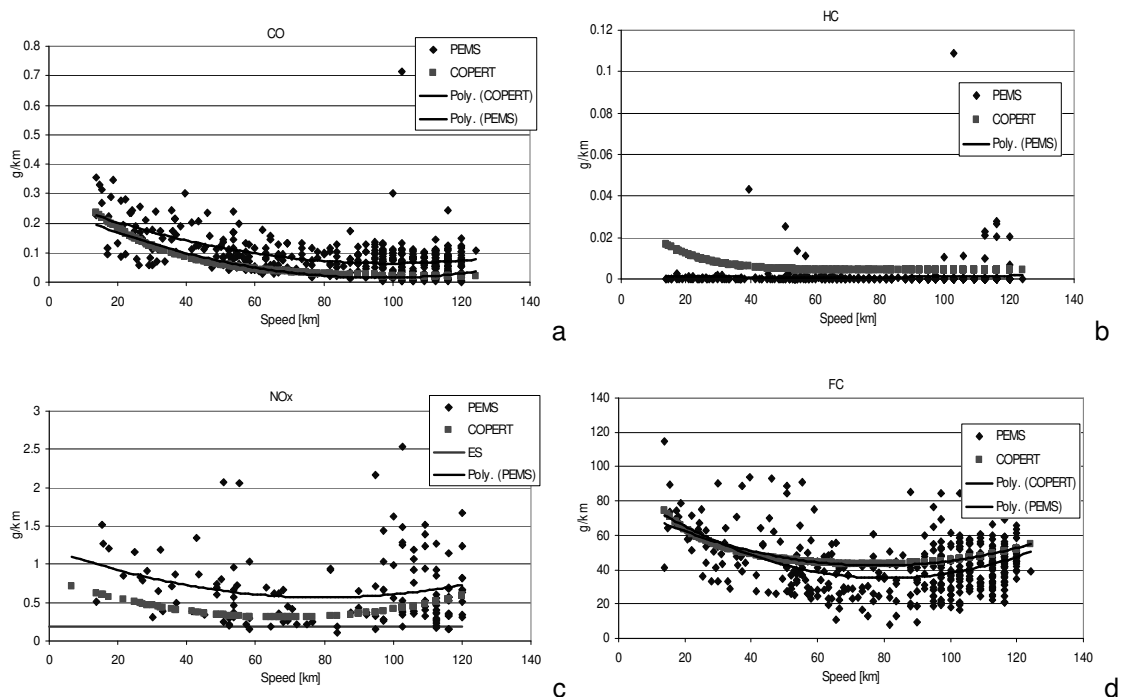 CO
0.8
0.7
0.6
0.5
0.4
0.3
0.2
0.1
0
g/km
0 20 40 60 80 100 120 140
Speed [km]
PEMS
COPERT
Poly. (COPERT)
Poly. (PEMS)
a
HC
0.12
0.1
0.08
0.06
0.04
0.02
0
g/km
0 20 40 60 80 100 120 140
Speed [km]
PEMS
COPERT
Poly. (PEMS)
b
NOx
3
2.5
2
1.5
1
0.5
0
g/km
0 20 40 60 80 100 120 140
Speed [km]
PEMS
COPERT
ES
Poly. (PEMS)
c
FC
140
120
100
80
60
40
20
0
g/km
0 20 40 60 80 100 120 140
Speed [km]
PEMS
COPERT
Poly. (COPERT)
Poly. (PEMS)
d